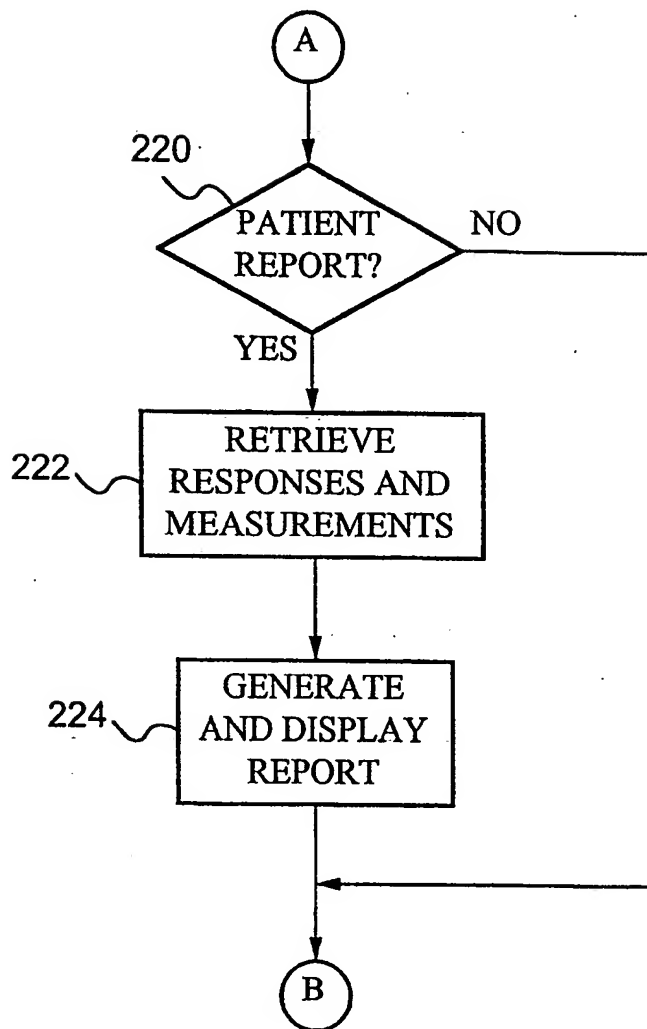 A
220
PATIENT
REPORT?
NO
YES
222
RETRIEVE
RESPONSES AND
MEASUREMENTS
224
GENERATE
AND DISPLAY
REPORT
B